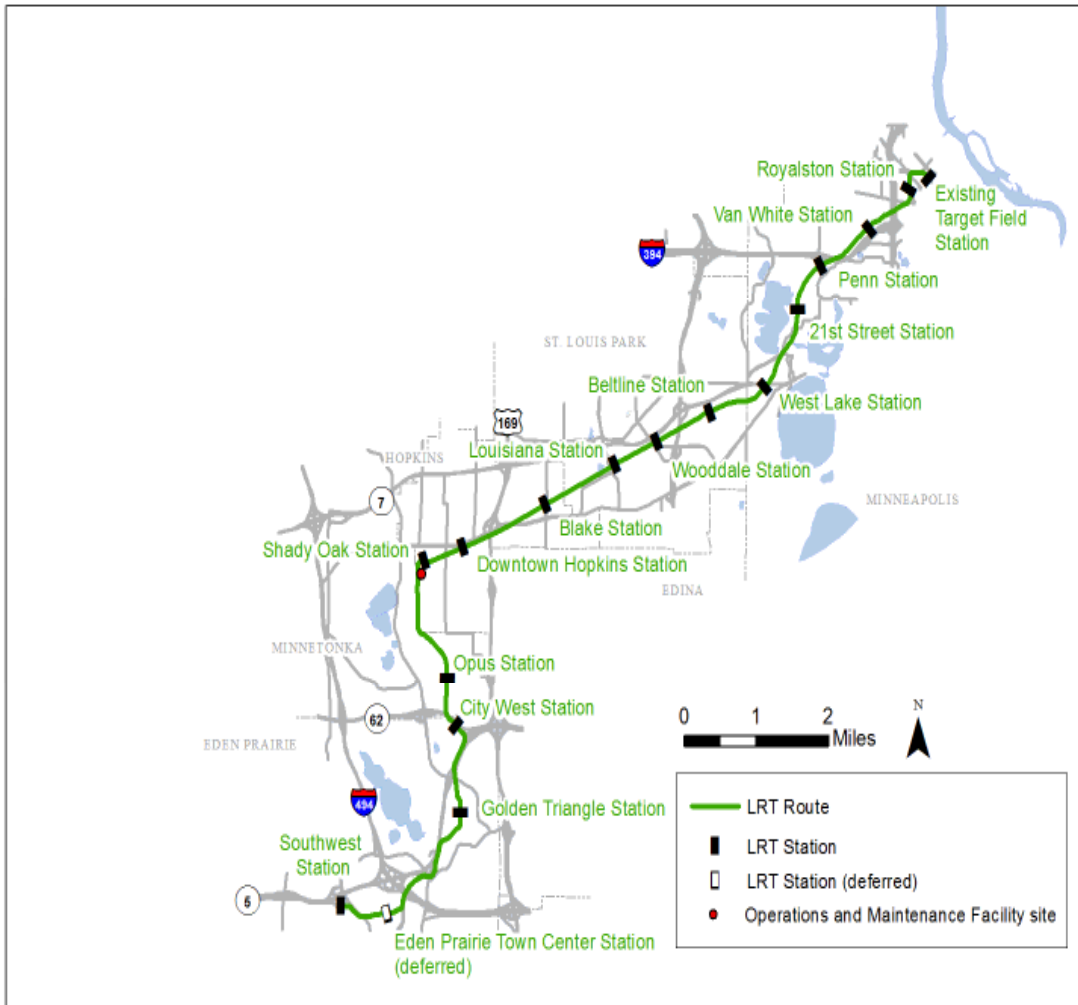 Royalston Station
Existing
Target Field
Station
Van White Station
394
Penn Station
21st Street Station
ST. LOUIS PARK
Beltline Station
West Lake Station
169
Louisiana Station
Wooddale Station
HOPKINS
7
MINNEAPOLIS
Blake Station
Shady Oak Station
Downtown Hopkins Station
EDINA
MINNETONKA
Opus Station
City West Station
62
EDEN PRAIRIE
0 1 2
Miles
N
494
Golden Triangle Station
Southwest
Station
5
Eden Prairie Town Center Station
(deferred)
LRT Route
LRT Station
LRT Station (deferred)
Operations and Maintenance Facility site